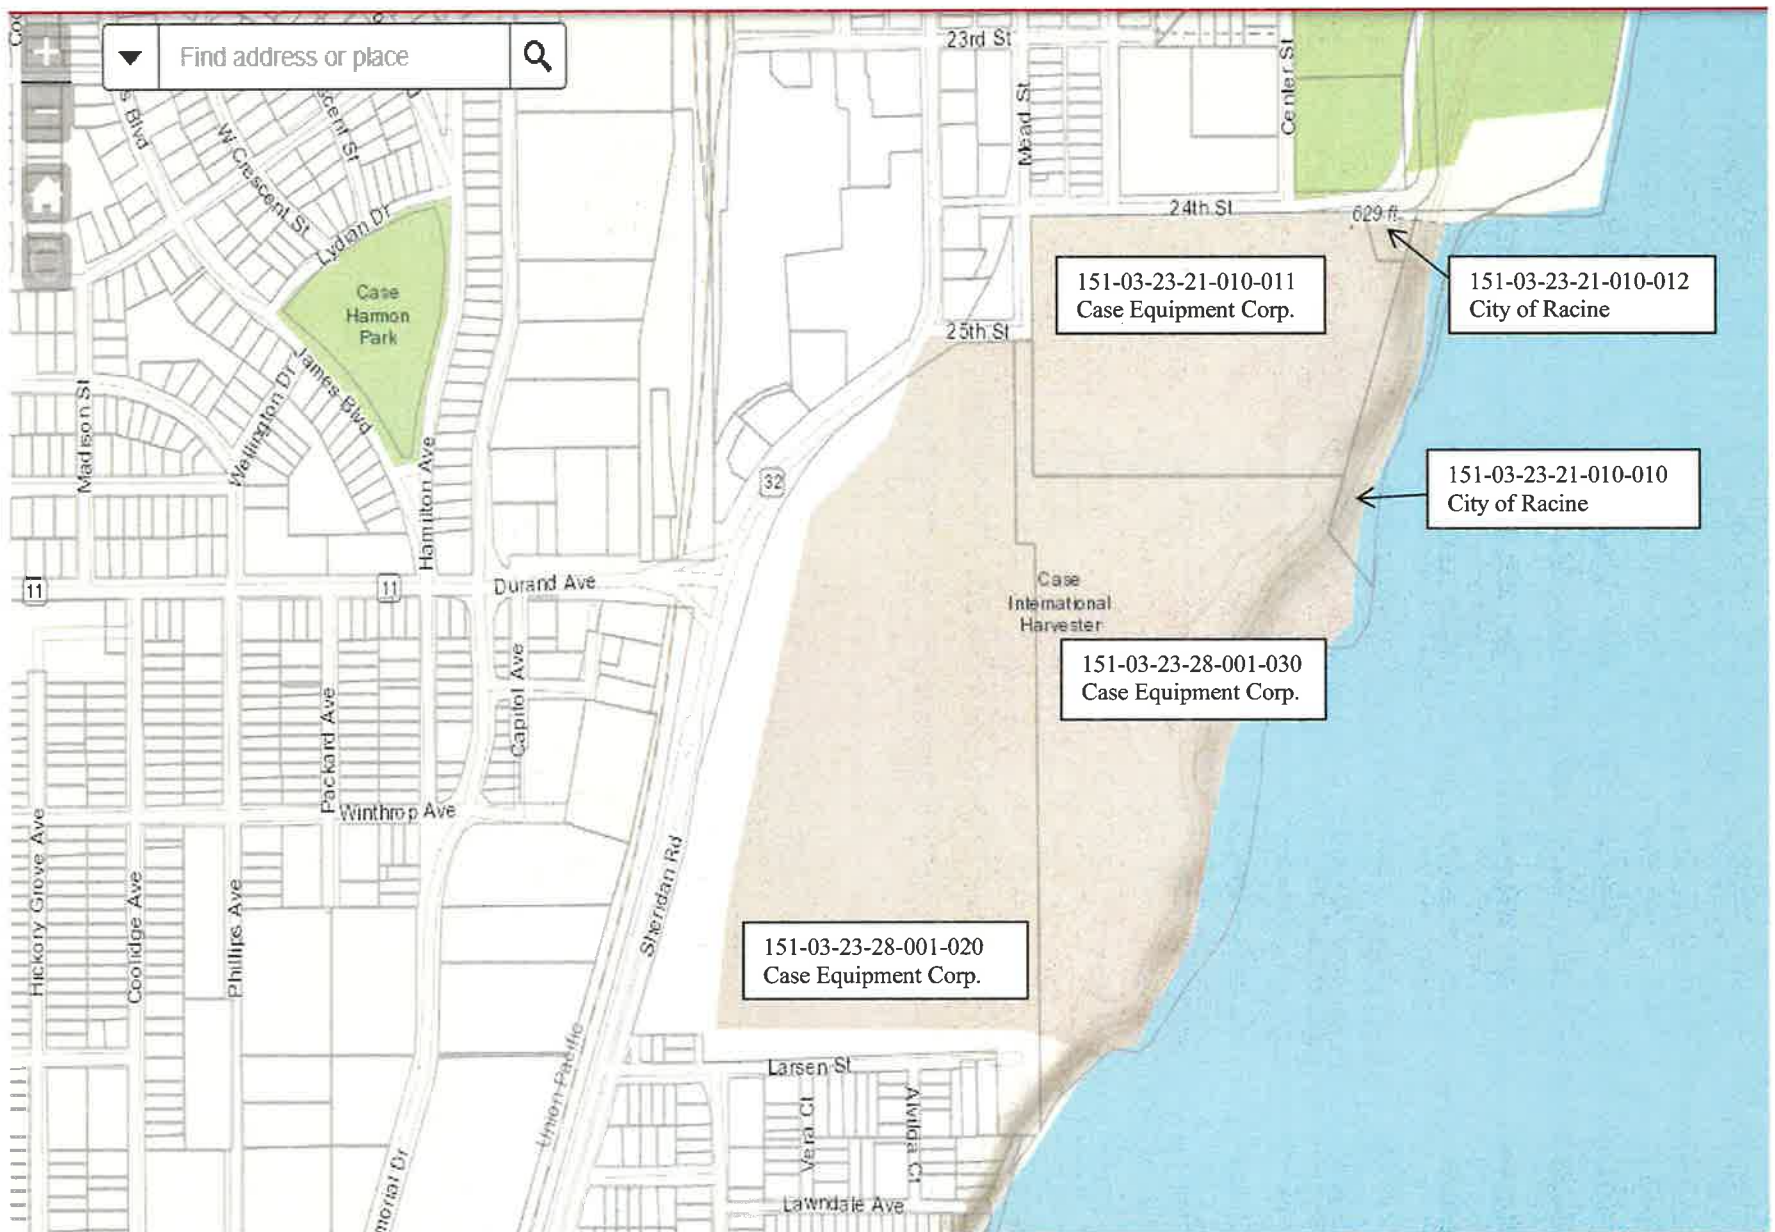 Find address or place
23rd St
Mead St
Center St
s Blvd
W Crescent St
scent St
Lydian Dr
24th St
629 ft.
151-03-23-21-010-011
Case Equipment Corp.
151-03-23-21-010-012
City of Racine
Case
Harmon
Park
25th St
James Blvd
Wellington Dr
Madison St
Hamilton Ave
32
151-03-23-21-010-010
City of Racine
11
11
Durand Ave
Case
International
Harvester
151-03-23-28-001-030
Case Equipment Corp.
Capitol Ave
Packard Ave
Winthrop Ave
Hickory Grove Ave
Coolidge Ave
Phillips Ave
Sheridan Rd
151-03-23-28-001-020
Case Equipment Corp.
Union Pacific
Larsen St
Vera Ct
morial Dr
Lawndale Ave